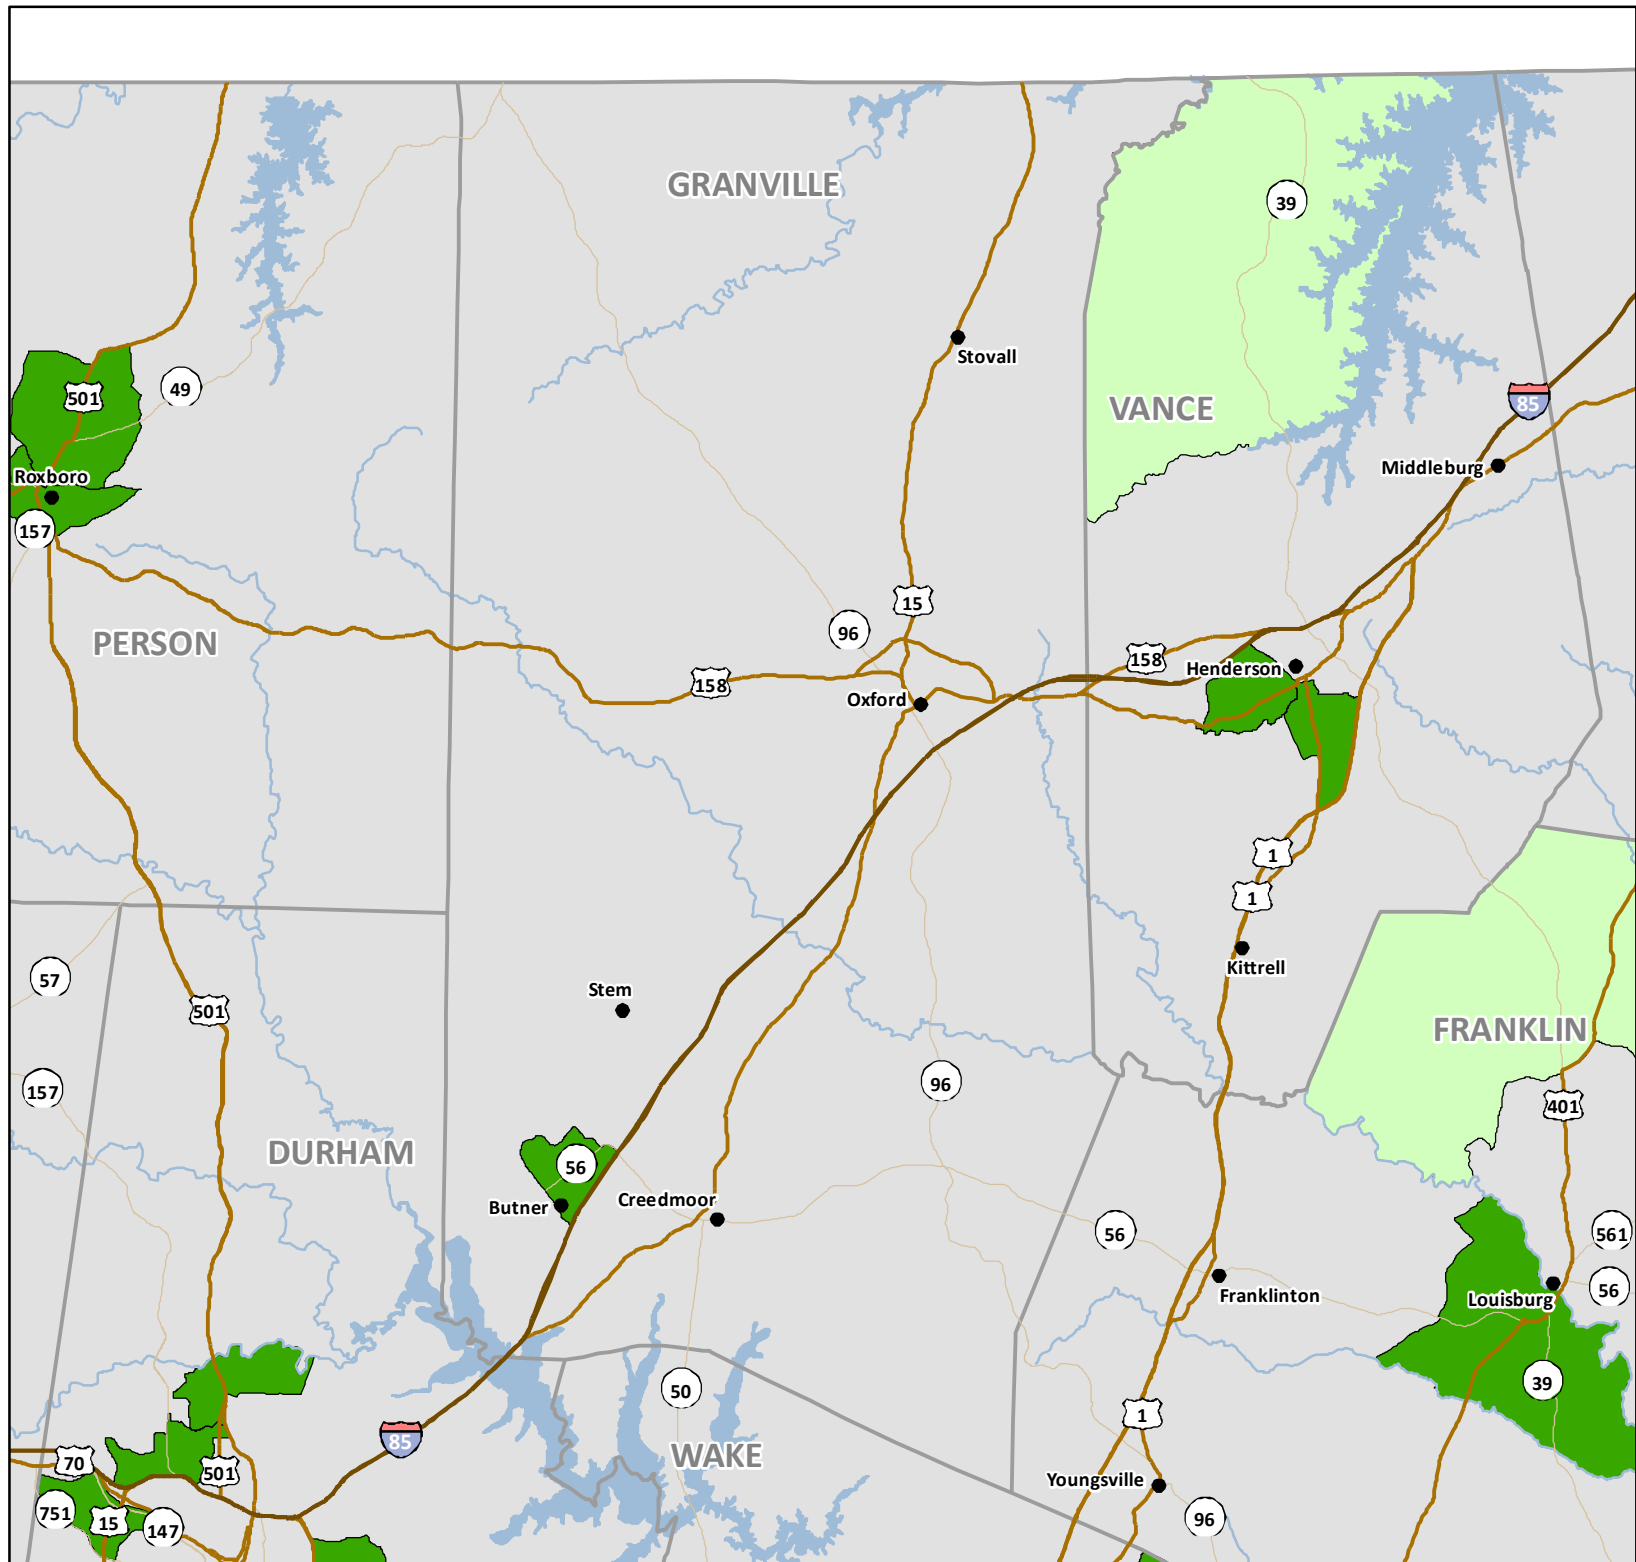 GRANVILLE
39
Stovall
49
501
VANCE
85
Middleburg
Roxboro
157
15
96
PERSON
158
158
Henderson
Oxford
1
1
Kittrell
57
Stem
501
FRANKLIN
157
96
401
DURHAM
56
Butner
Creedmoor
56
561
Franklinton
56
Louisburg
50
39
1
85
WAKE
70
501
Youngsville
751
15
147
96